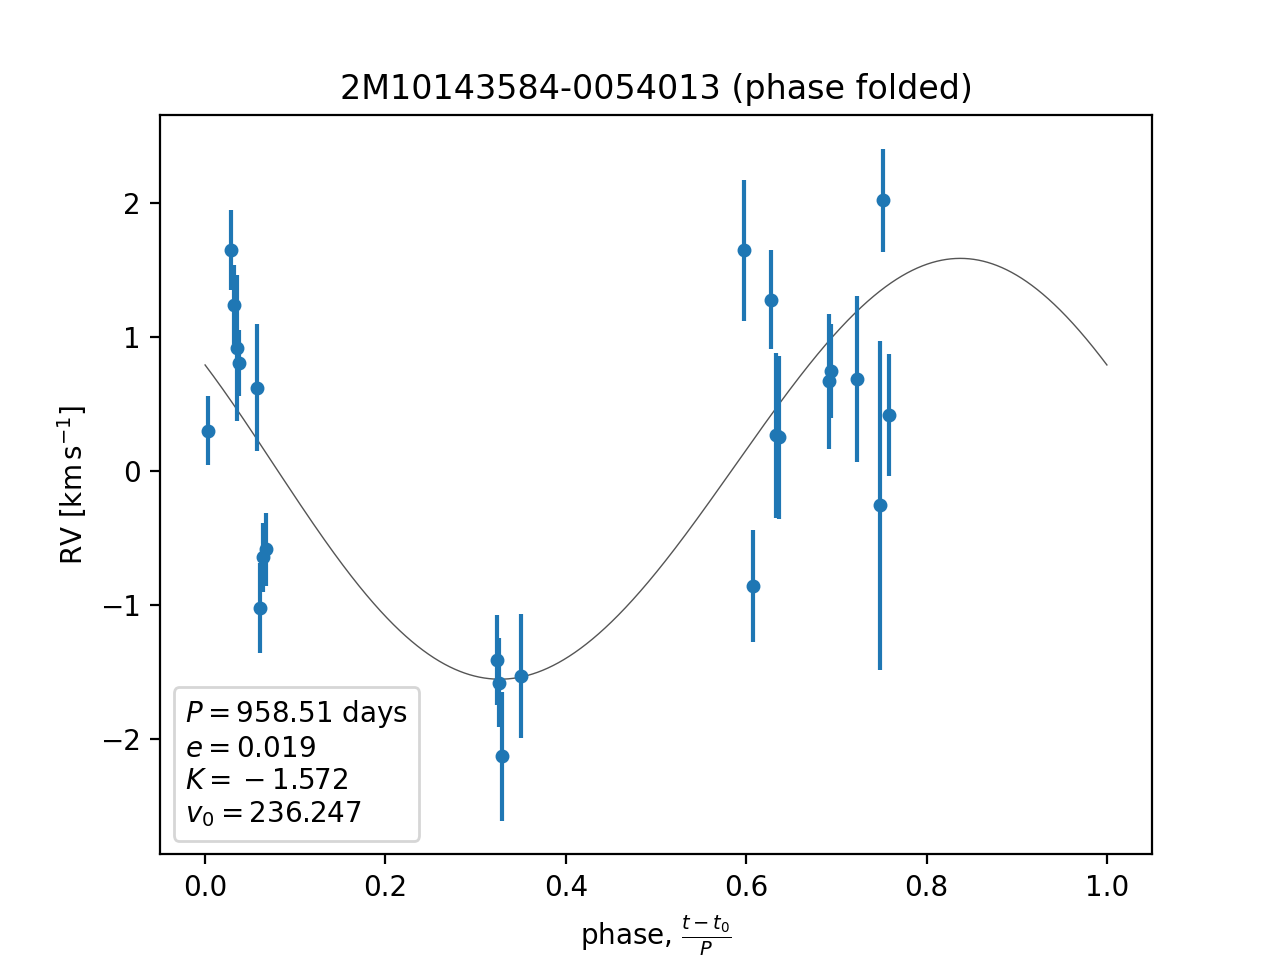 2M10143584-0054013 (phase folded)
2
1
0
−1
−2
RV [km s⁻¹]
P = 958.51 days
e = 0.019
K = −1.572
v₀ = 236.247
0.0 0.2 0.4 0.6 0.8 1.0
phase, (t − t₀)/P